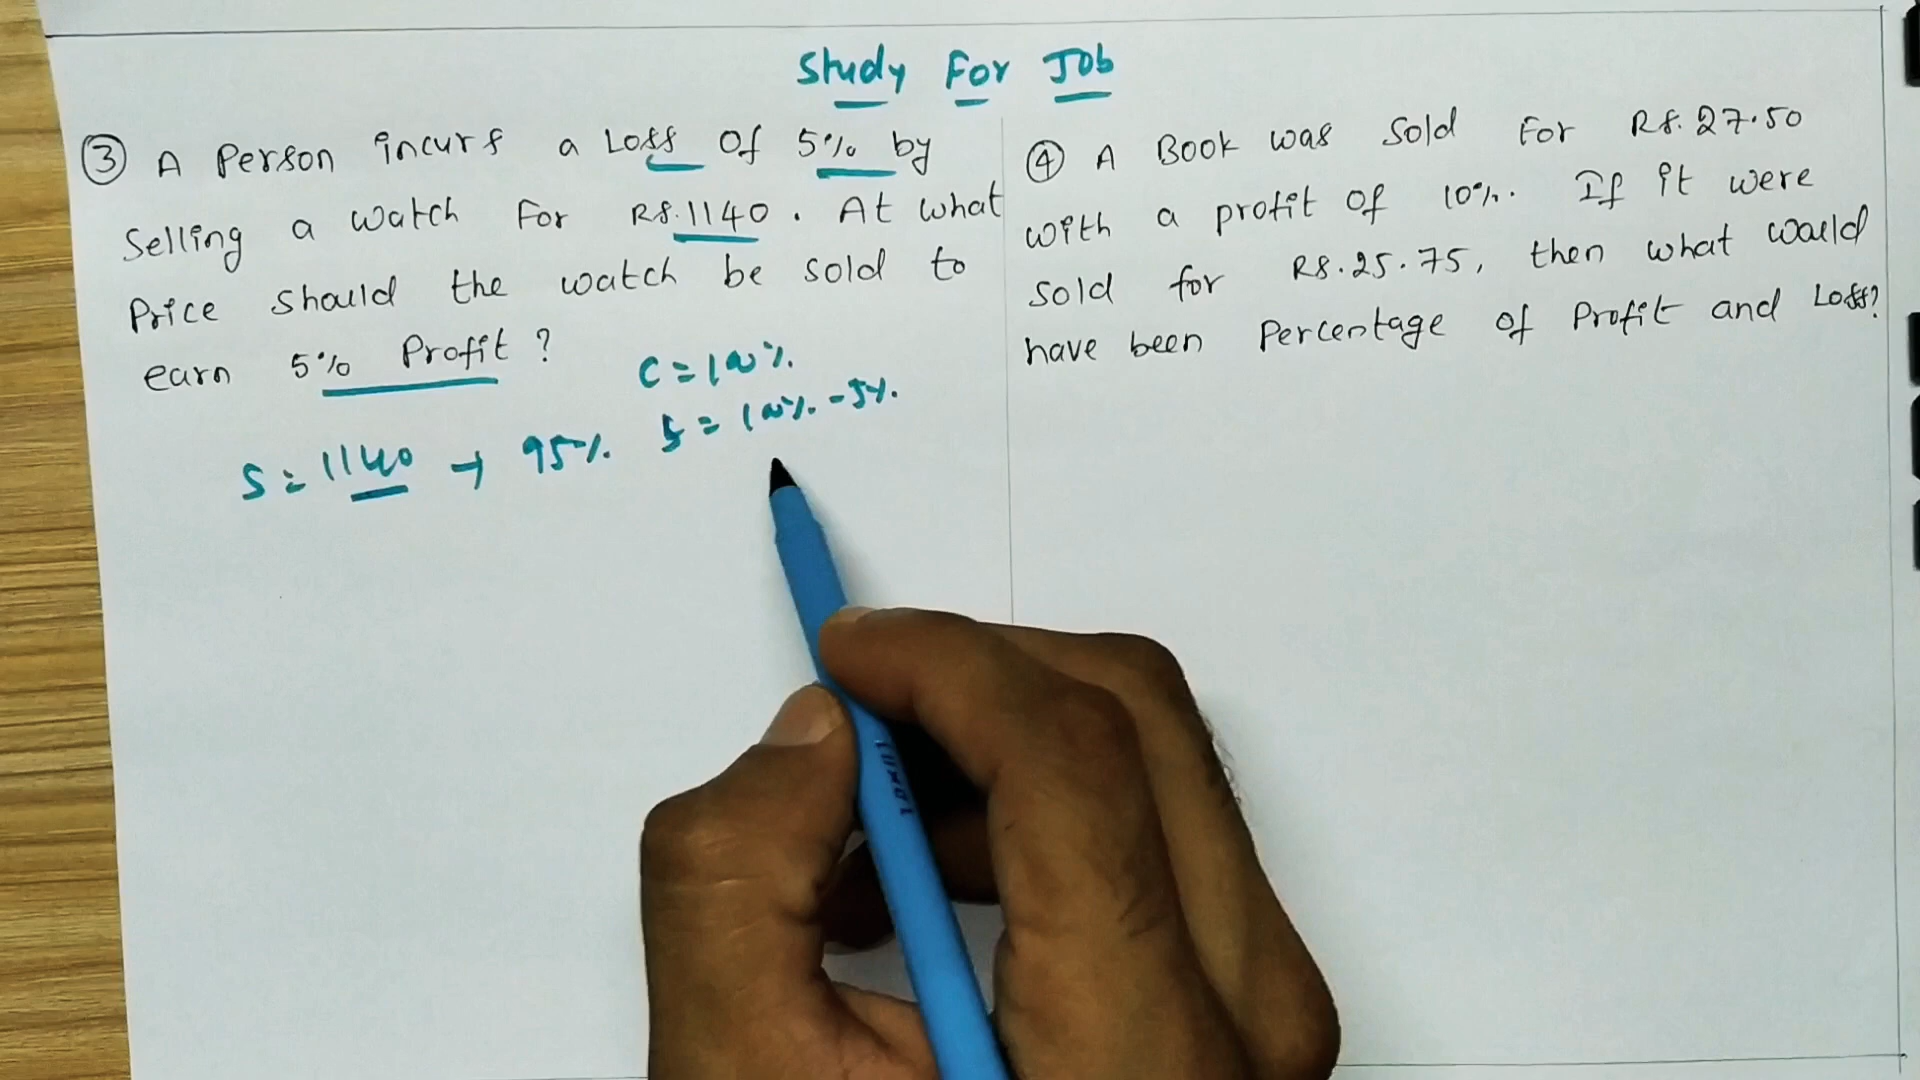 Study For Job
③ A Person incurs a Loss Of 5% by
Selling a watch For RS.1140. At what
Price should the watch be sold to
earn 5% Profit?
C = 100%
S = 100% - 5%
S = 1140 → 95%
④ A Book was Sold For RS.27.50
with a profit of 10%. If it were
sold for RS.25.75, then what would
have been Percentage of Profit and Loss?
LUXOR